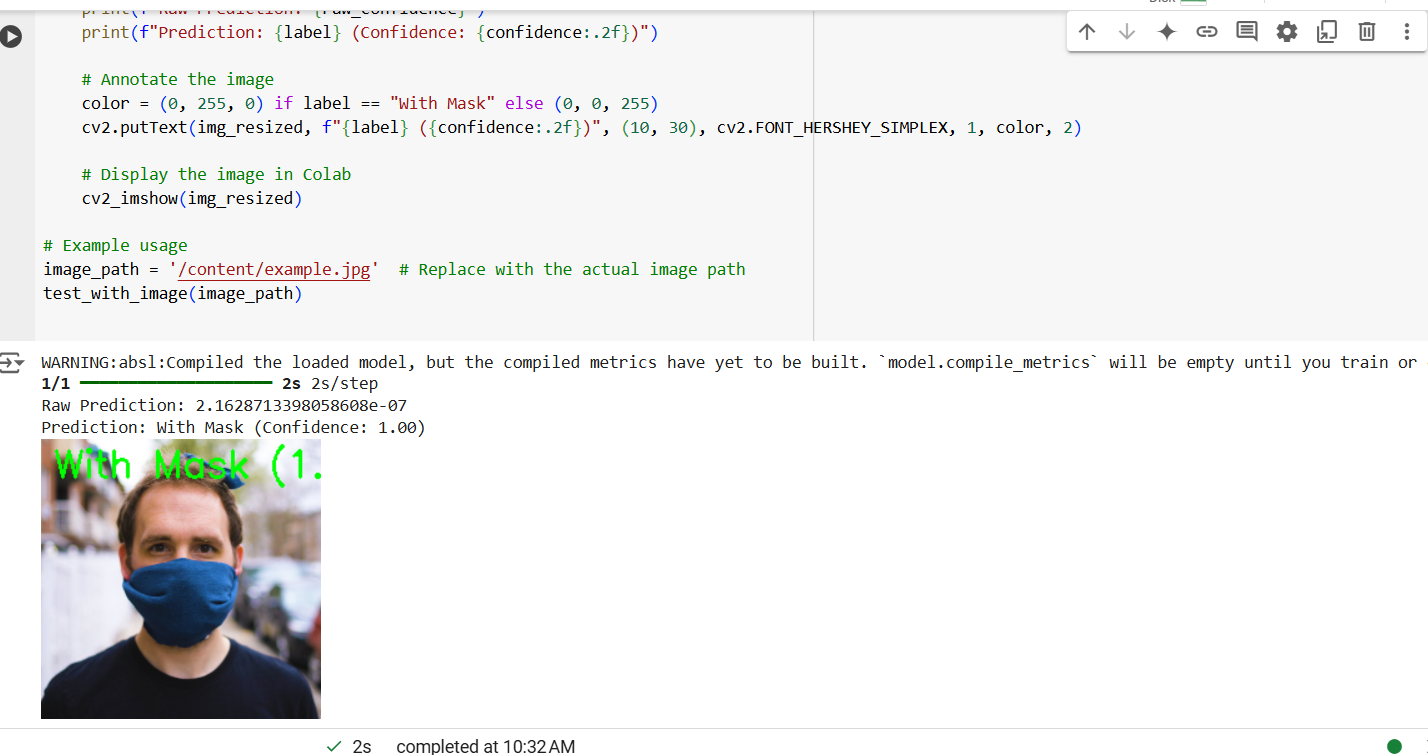 print(f"Raw Prediction: {raw_confidence}")
print(f"Prediction: {label} (Confidence: {confidence:.2f})")
# Annotate the image
color = (0, 255, 0) if label == "With Mask" else (0, 0, 255)
cv2.putText(img_resized, f"{label} ({confidence:.2f})", (10, 30), cv2.FONT_HERSHEY_SIMPLEX, 1, color, 2)
# Display the image in Colab
cv2_imshow(img_resized)
# Example usage
image_path = '/content/example.jpg'  # Replace with the actual image path
test_with_image(image_path)
WARNING:absl:Compiled the loaded model, but the compiled metrics have yet to be built. `model.compile_metrics` will be empty until you train or
1/1 2s 2s/step
Raw Prediction: 2.1628713398058608e-07
Prediction: With Mask (Confidence: 1.00)
With Mask (1.
2s completed at 10:32 AM